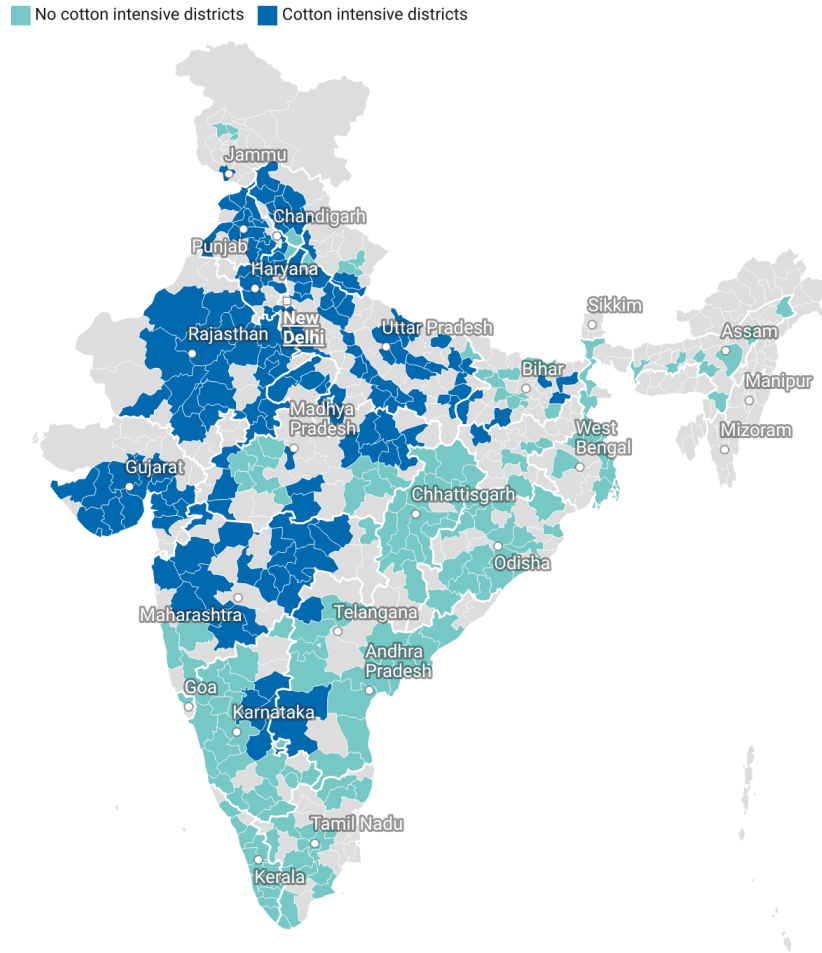 No cotton intensive districts
Cotton intensive districts
Jammu
Chandigarh
Punjab
Haryana
New
Delhi
Rajasthan
Uttar Pradesh
Sikkim
Assam
Bihar
Manipur
Madhya
Pradesh
West
Bengal
Mizoram
Gujarat
Chhattisgarh
Odisha
Maharashtra
Telangana
Andhra
Pradesh
Goa
Karnataka
Tamil Nadu
Kerala